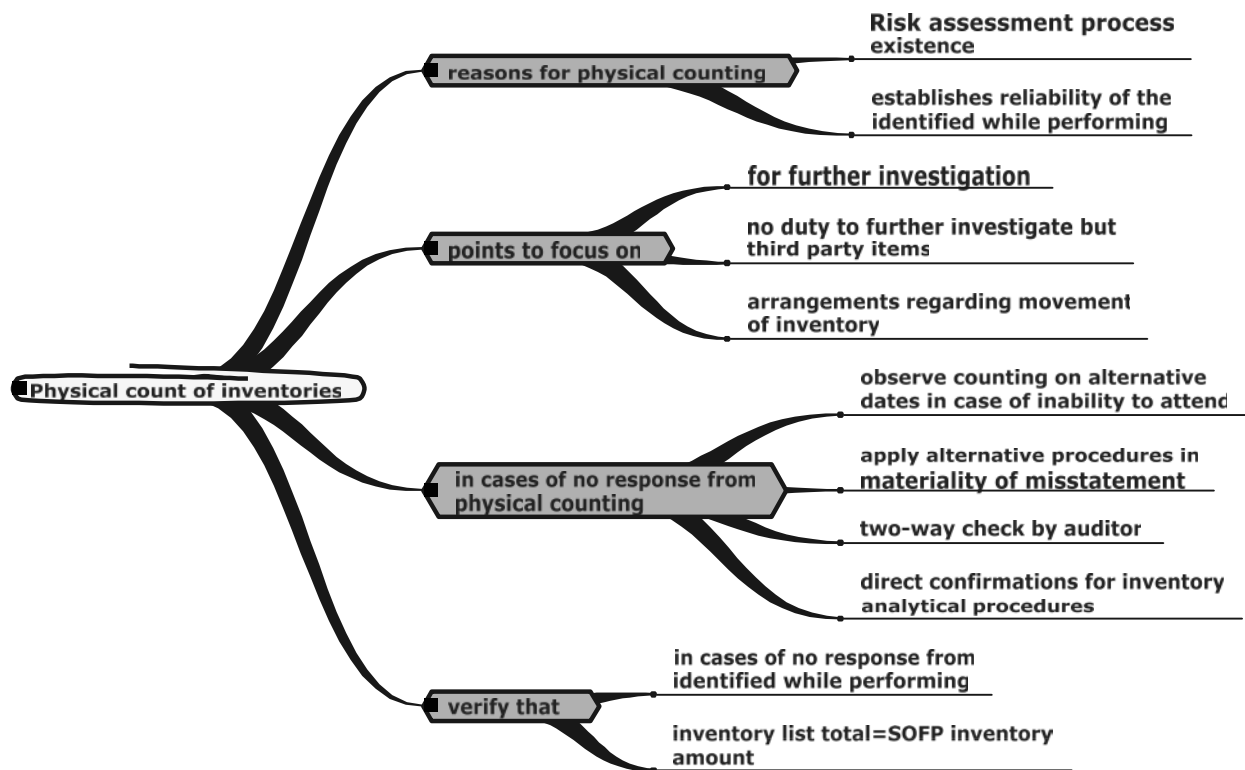 Risk assessment process
existence
reasons for physical counting
establishes reliability of the
identified while performing
for further investigation
no duty to further investigate but
third party items
points to focus on
arrangements regarding movement
of inventory
Physical count of inventories
observe counting on alternative
dates in case of inability to attend
apply alternative procedures in
materiality of misstatement
in cases of no response from
physical counting
two-way check by auditor
direct confirmations for inventory
analytical procedures
in cases of no response from
identified while performing
verify that
inventory list total=SOFP inventory
amount